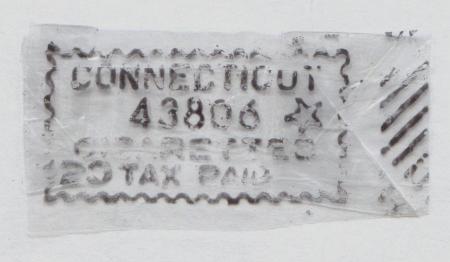 CONNECTICUT
43806
CIGARETTES
20 TAX PAID